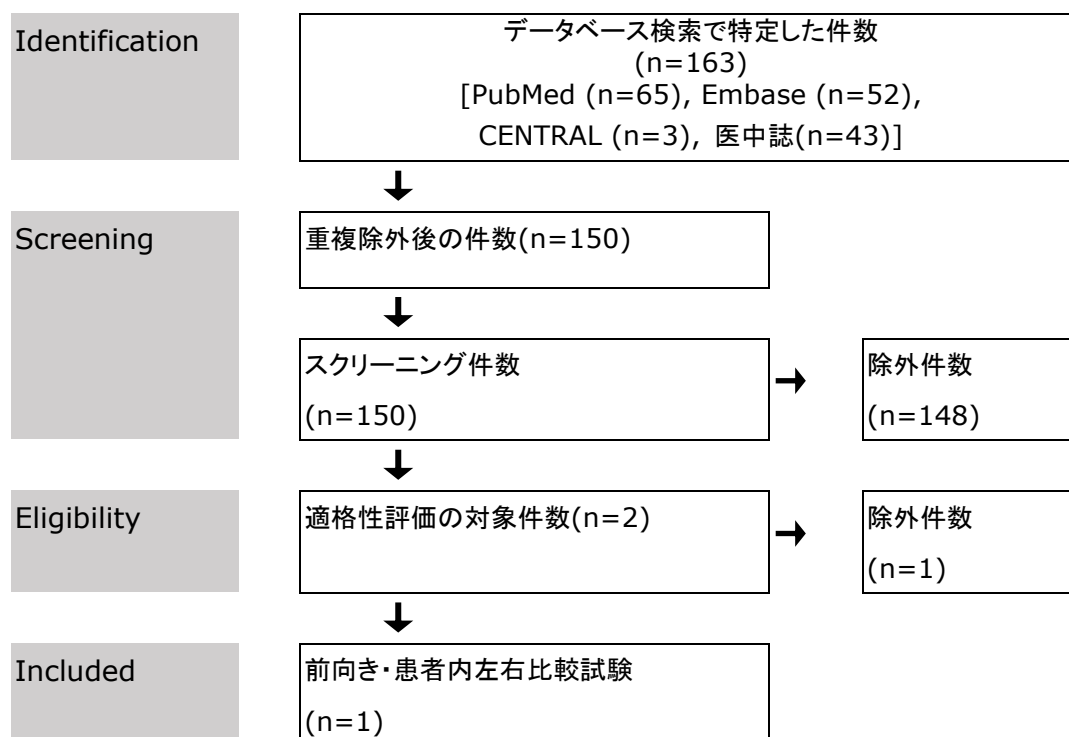 Identification
データベース検索で特定した件数
(n=163)
[PubMed (n=65), Embase (n=52),
CENTRAL (n=3), 医中誌(n=43)]
Screening
重複除外後の件数(n=150)
スクリーニング件数
(n=150)
除外件数
(n=148)
Eligibility
適格性評価の対象件数(n=2)
除外件数
(n=1)
Included
前向き・患者内左右比較試験
(n=1)